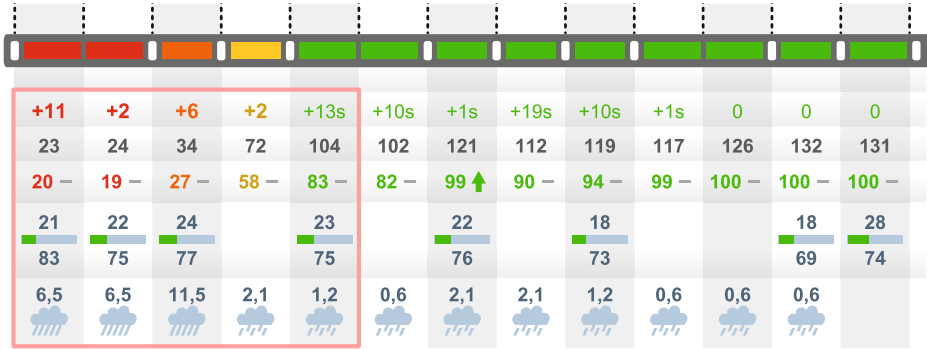 +11 +2 +6 +2 +13s +10s +1s +19s +10s +1s 0 0 0
23 24 34 72 104 102 121 112 119 117 126 132 131
20 19 27 58 83 82 99 90 94 99 100 100 100
21 22 24 23 22 18 18 28
83 75 77 75 76 73 69 74
6,5 6,5 11,5 2,1 1,2 0,6 2,1 2,1 1,2 0,6 0,6 0,6